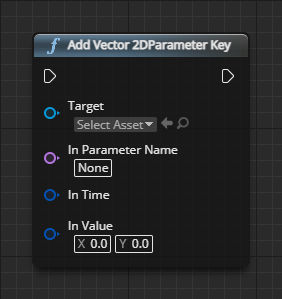 Add Vector 2DParameter Key
Target
Select Asset
In Parameter Name
None
In Time
In Value
X 0.0 Y 0.0